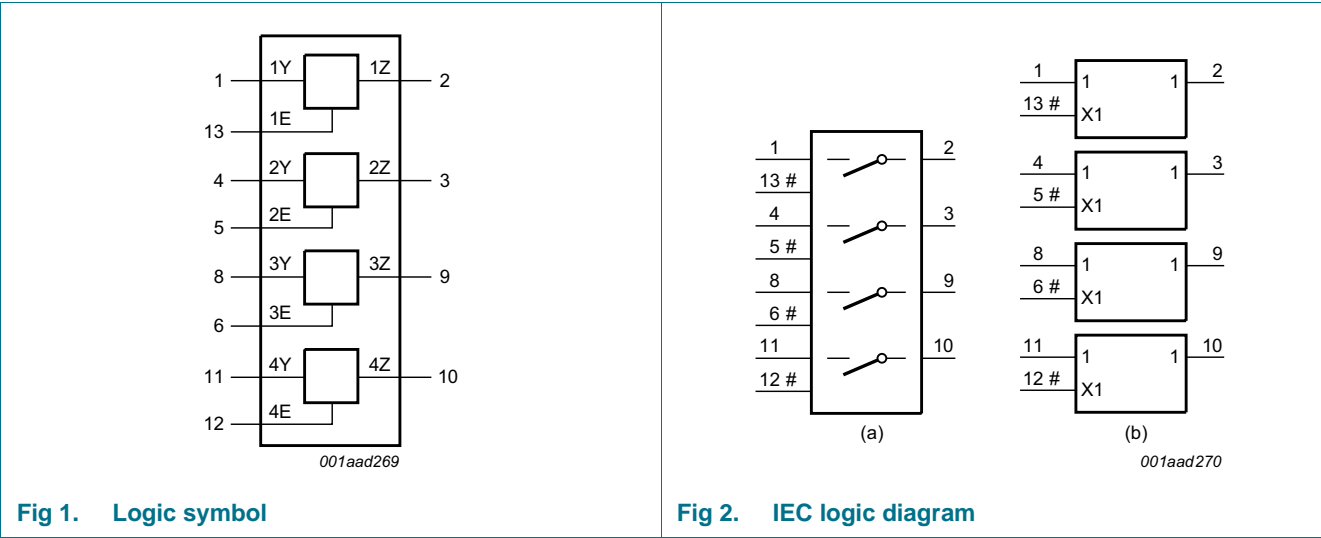 1 1Y 1Z 2
13 1E
4 2Y 2Z 3
5 2E
8 3Y 3Z 9
6 3E
11 4Y 4Z 10
12 4E
001aad269
Fig 1. Logic symbol
1 2
13 #
4 3
5 #
8 9
6 #
11 10
12 #
(a)
1 1 1 2
13 # X1
4 1 1 3
5 # X1
8 1 1 9
6 # X1
11 1 1 10
12 # X1
(b)
001aad270
Fig 2. IEC logic diagram